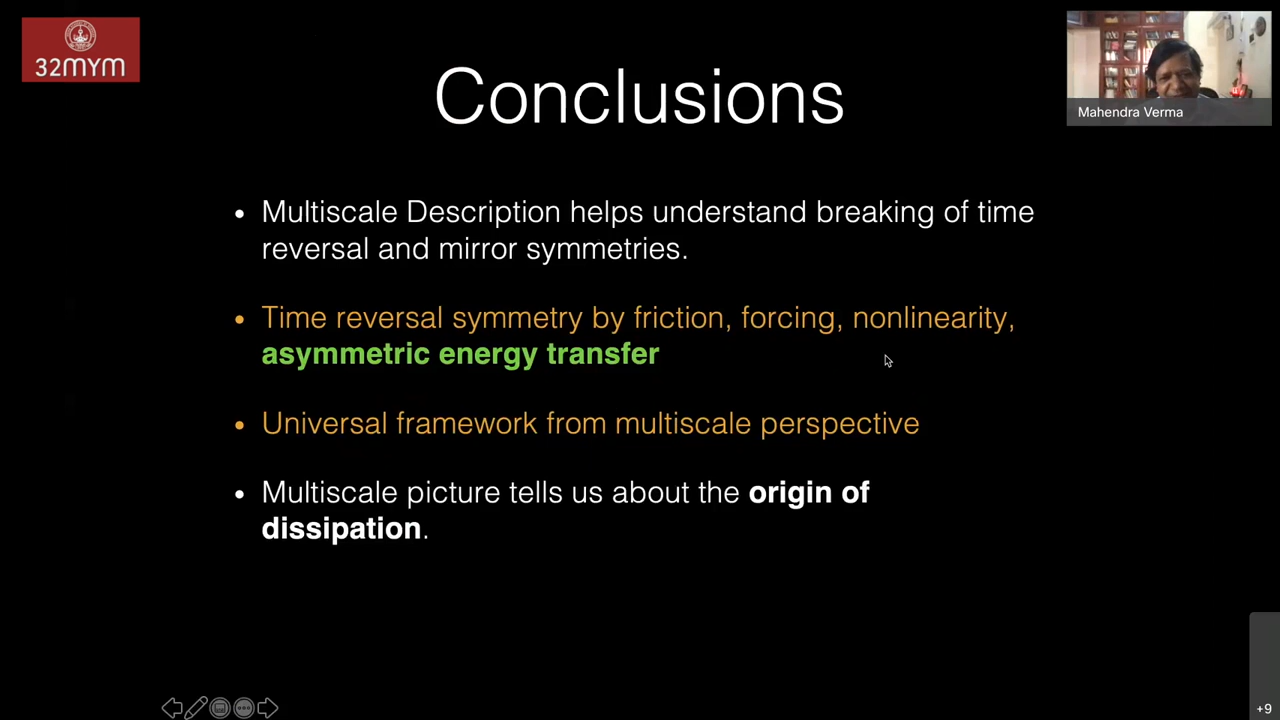 32MYM
Conclusions
Mahendra Verma
• Multiscale Description helps understand breaking of time
reversal and mirror symmetries.
• Time reversal symmetry by friction, forcing, nonlinearity,
asymmetric energy transfer
• Universal framework from multiscale perspective
• Multiscale picture tells us about the origin of
dissipation.
+9